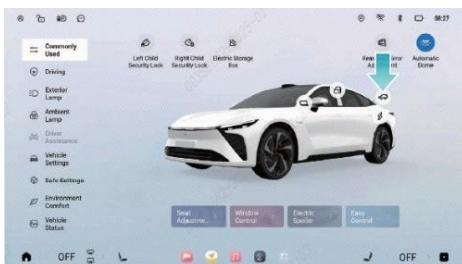 08:27
Commonly
Used
Left Child
Security Lock
Right Child
Security Lock
Electric Storage
Box
Automatic
Dome
Driving
Exterior
Lamp
Ambient
Lamp
Driver
Assistance
Vehicle
Settings
Safe Settings
Environment
Comfort
Vehicle
Status
Seat
Adjustme...
Window
Control
Electric
Spoiler
Easy
Control
OFF
OFF